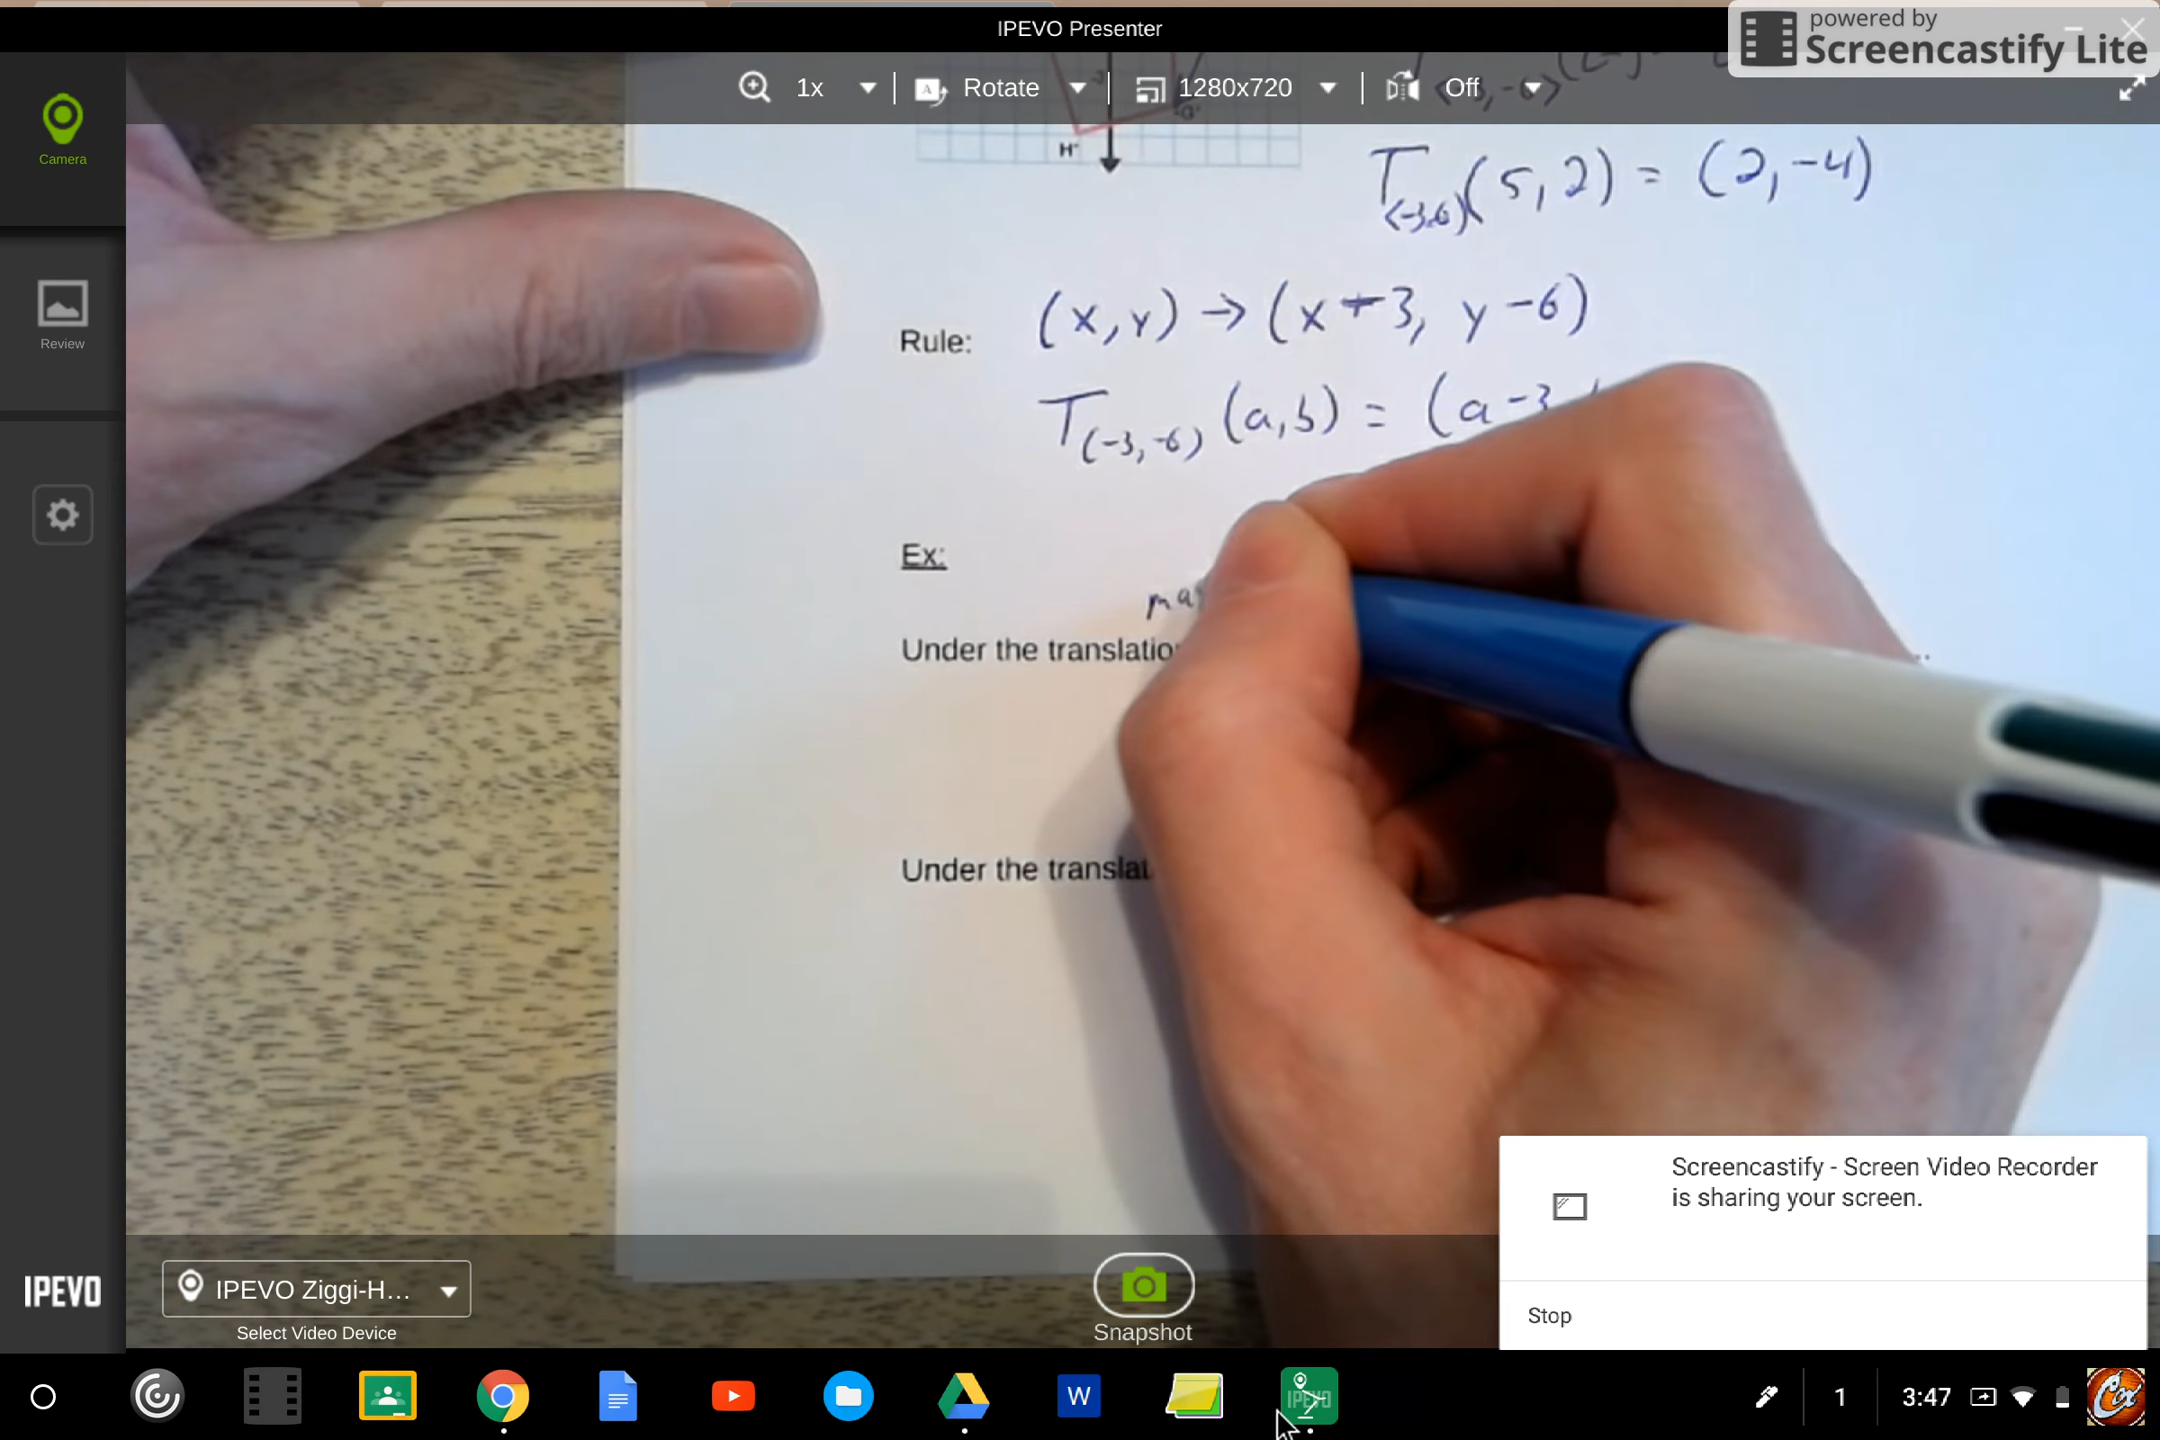 IPEVO Presenter
powered by
Screencastify Lite
1x
Rotate
1280x720
Off
Camera
H'
T(-3,-6)(5,2) = (2,-4)
Review
Rule: (x,y) → (x-3, y-6)
T(-3,-6) (a,b) = (a-3
Ex:
Under the translatio
Under the translat
Screencastify - Screen Video Recorder
is sharing your screen.
Stop
IPEVO
IPEVO Ziggi-H...
Select Video Device
Snapshot
W
IPEVO
1
3:47
Cox